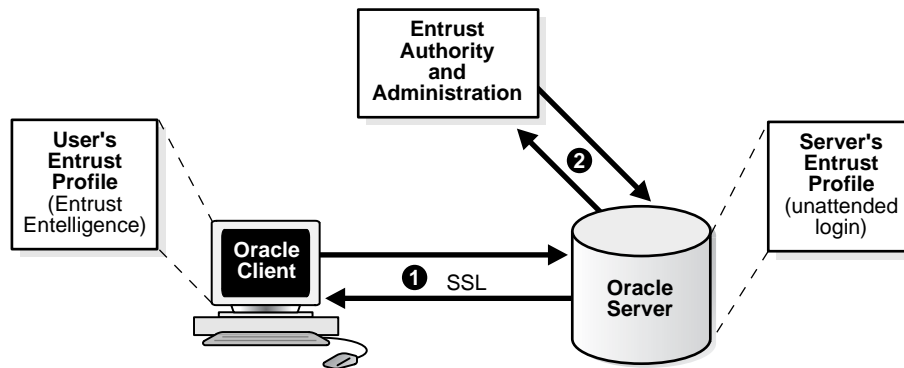 Entrust
Authority
and
Administration
User's
Entrust
Profile
(Entrust
Entelligence)
Oracle
Client
1 SSL
2
Oracle
Server
Server's
Entrust
Profile
(unattended
login)